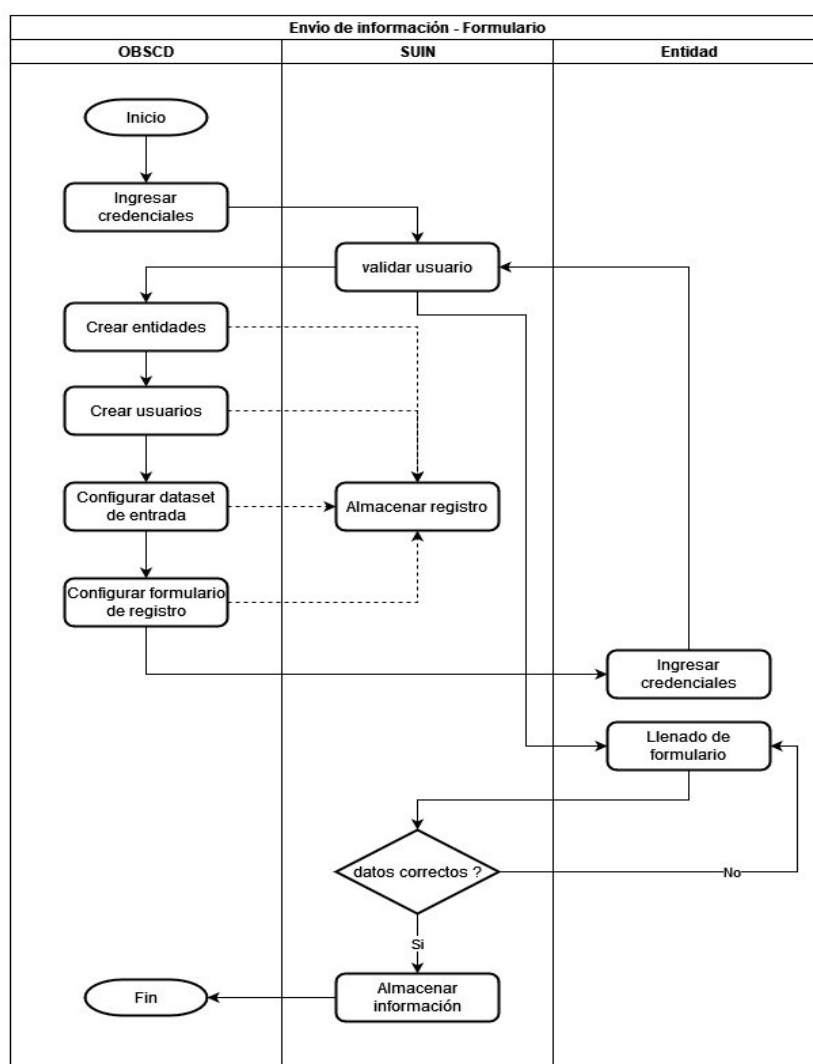 Envío de información - Formulario
OBSCD
SUIN
Entidad
Inicio
Ingresar
credenciales
validar usuario
Crear entidades
Crear usuarios
Configurar dataset
de entrada
Almacenar registro
Configurar formulario
de registro
Ingresar
credenciales
Llenado de
formulario
datos correctos ?
No
Si
Almacenar
información
Fin